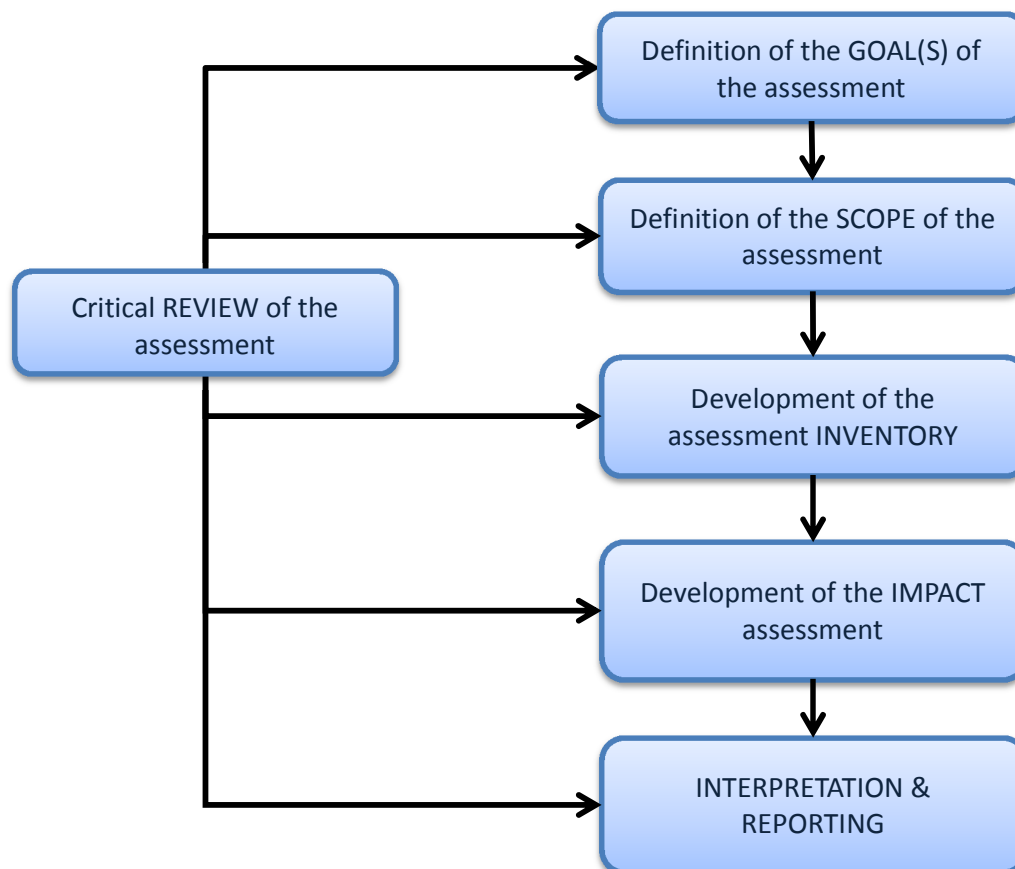 Definition of the GOAL(S) of
the assessment
Definition of the SCOPE of the
assessment
Critical REVIEW of the
assessment
Development of the
assessment INVENTORY
Development of the IMPACT
assessment
INTERPRETATION &
REPORTING